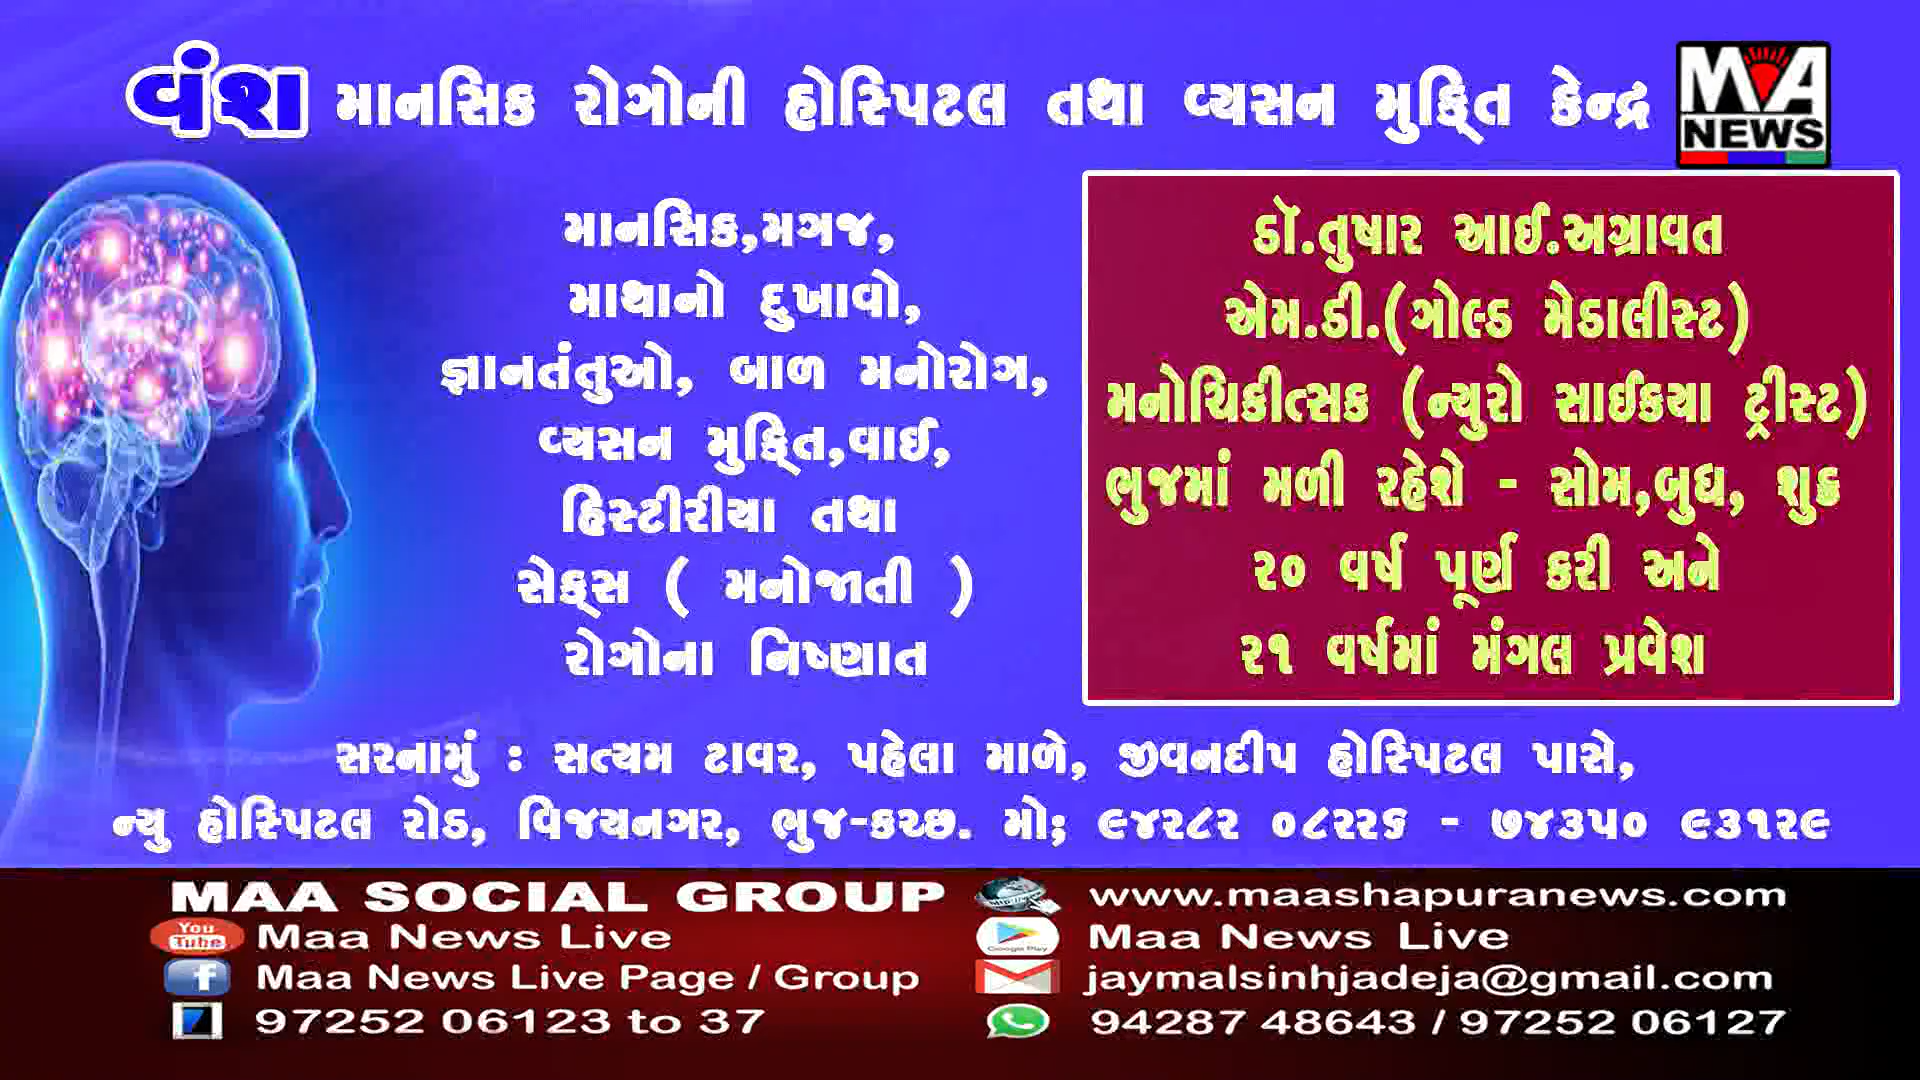 વંશ માનસિક રોગોની હોસ્પિટલ તથા વ્યસન મુક્તિ કેન્દ્ર
MAA
NEWS
માનસિક,મગજ,
માથાનો દુખાવો,
જ્ઞાનતંતુઓ, બાળ મનોરોગ,
વ્યસન મુક્તિ,વાઈ,
હિસ્ટીરીયા તથા
સેક્સ ( મનોજાતી )
રોગોના નિષ્ણાત
ડૉ.તુષાર આઈ.અગ્રાવત
એમ.ડી.(ગોલ્ડ મેડાલીસ્ટ)
મનોચિકીત્સક (ન્યુરો સાઈકયા ટ્રીસ્ટ)
ભુજમાં મળી રહેશે - સોમ,બુધ, શુક્ર
૨૦ વર્ષ પૂર્ણ કરી અને
૨૧ વર્ષમાં મંગલ પ્રવેશ
સરનામું : સત્યમ ટાવર, પહેલા માળે, જીવનદીપ હોસ્પિટલ પાસે,
ન્યુ હોસ્પિટલ રોડ, વિજયનગર, ભુજ-કચ્છ. મો; ૯૪૨૮૨ ૦૮૨૨૬ - ૭૪૩૫૦ ૯૩૧૨૯
MAA SOCIAL GROUP
You Tube Maa News Live
f Maa News Live Page / Group
97252 06123 to 37
www.maashapuranews.com
Google Play Maa News Live
jaymalsinhjadeja@gmail.com
94287 48643 / 97252 06127